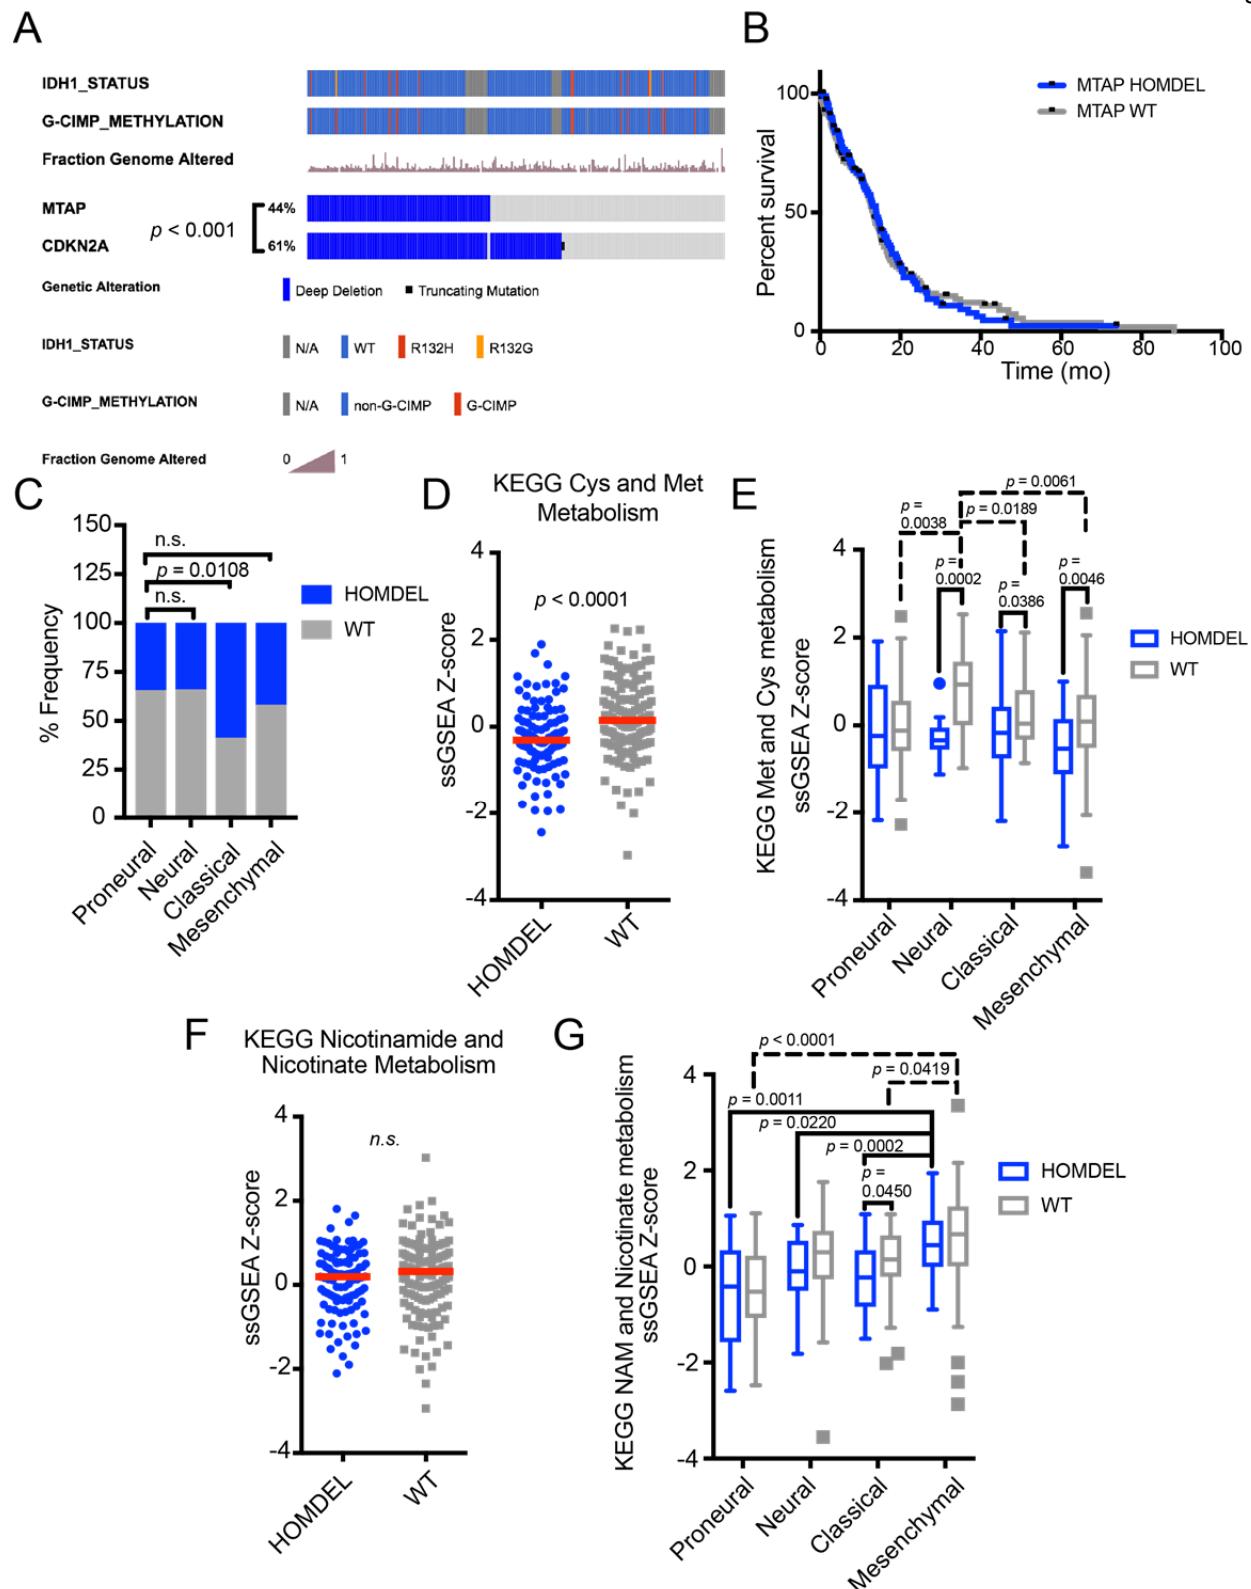 A
IDH1_STATUS
G-CIMP_METHYLATION
Fraction Genome Altered
MTAP
44%
p < 0.001
CDKN2A
61%
Genetic Alteration
Deep Deletion
Truncating Mutation
IDH1_STATUS
N/A
WT
R132H
R132G
G-CIMP_METHYLATION
N/A
non-G-CIMP
G-CIMP
Fraction Genome Altered
0
1
B
MTAP HOMDEL
MTAP WT
Percent survival
100
50
0
0
20
40
60
80
100
Time (mo)
C
150
125
100
75
50
25
0
% Frequency
n.s.
p = 0.0108
n.s.
HOMDEL
WT
Proneural
Neural
Classical
Mesenchymal
D
KEGG Cys and Met
Metabolism
ssGSEA Z-score
4
2
0
-2
-4
p < 0.0001
HOMDEL
WT
E
KEGG Met and Cys metabolism
ssGSEA Z-score
4
2
0
-2
-4
p = 0.0061
p =
0.0038
p = 0.0189
p =
0.0002
p =
0.0386
p =
0.0046
HOMDEL
WT
Proneural
Neural
Classical
Mesenchymal
F
KEGG Nicotinamide and
Nicotinate Metabolism
ssGSEA Z-score
4
2
0
-2
-4
n.s.
HOMDEL
WT
G
KEGG NAM and Nicotinate metabolism
ssGSEA Z-score
4
2
0
-2
-4
p < 0.0001
p = 0.0419
p = 0.0011
p = 0.0220
p = 0.0002
p =
0.0450
HOMDEL
WT
Proneural
Neural
Classical
Mesenchymal